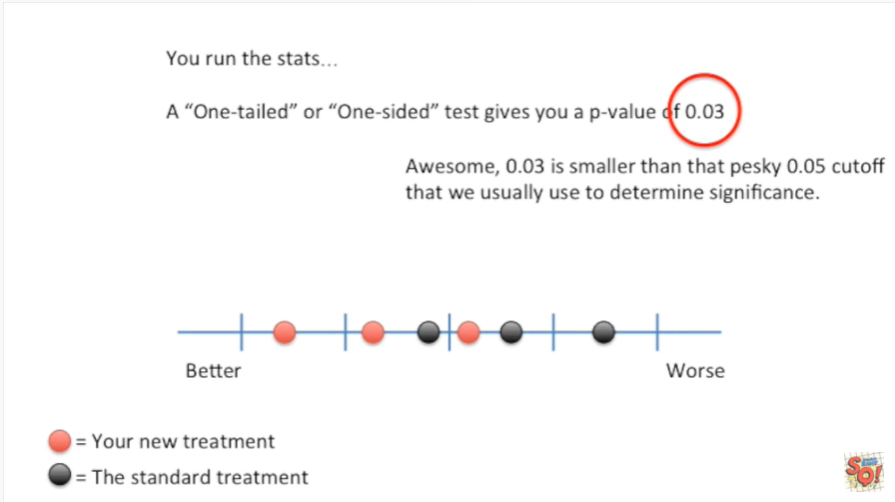 You run the stats...
A “One-tailed” or “One-sided” test gives you a p-value of 0.03
Awesome, 0.03 is smaller than that pesky 0.05 cutoff
that we usually use to determine significance.
Better
Worse
= Your new treatment
= The standard treatment
SQ!